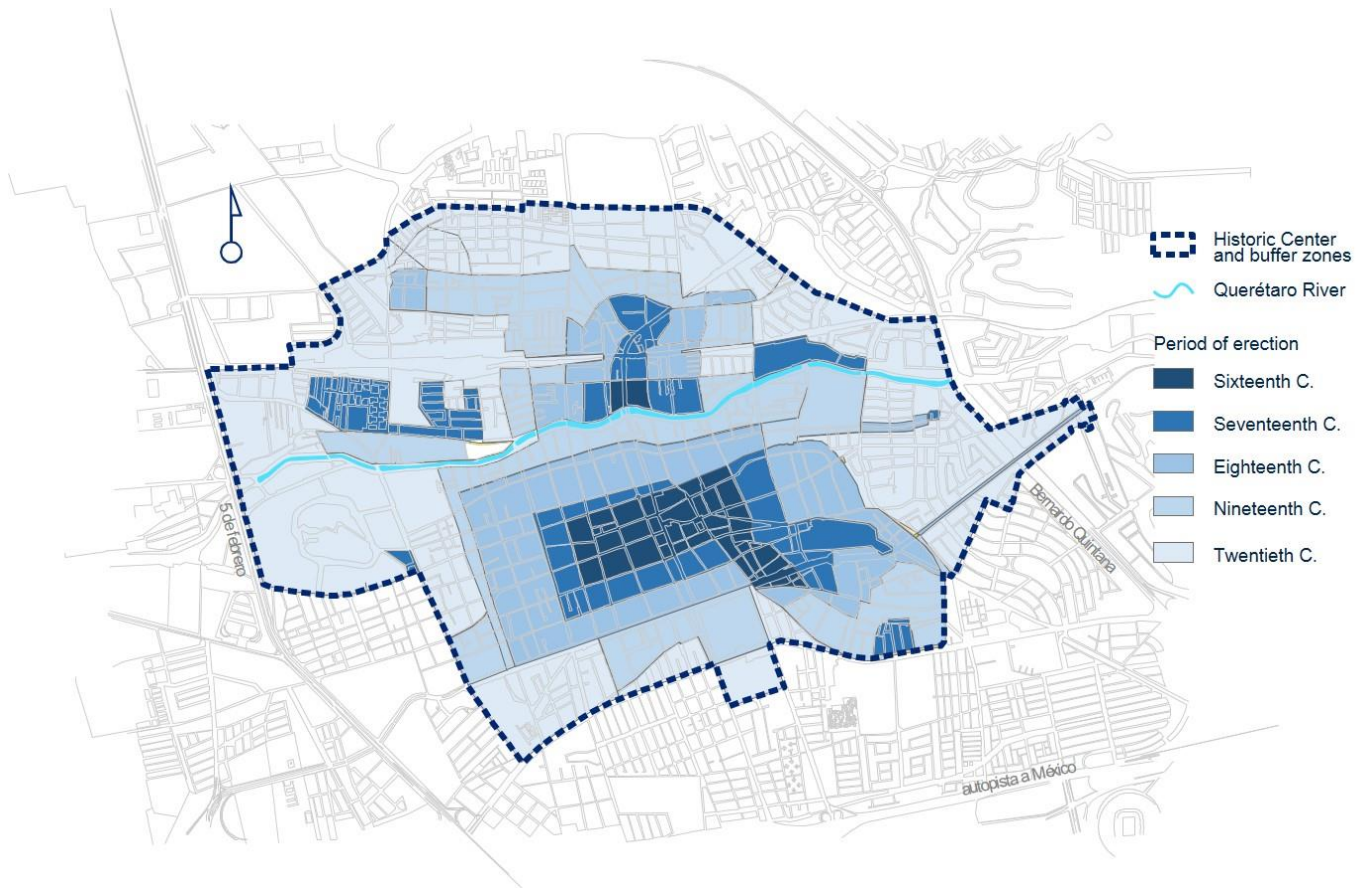 Historic Center
and buffer zones
Querétaro River
Period of erection
Sixteenth C.
Seventeenth C.
Eighteenth C.
Nineteenth C.
Twentieth C.
5 de febrero
Bernardo Quintana
autopista a México